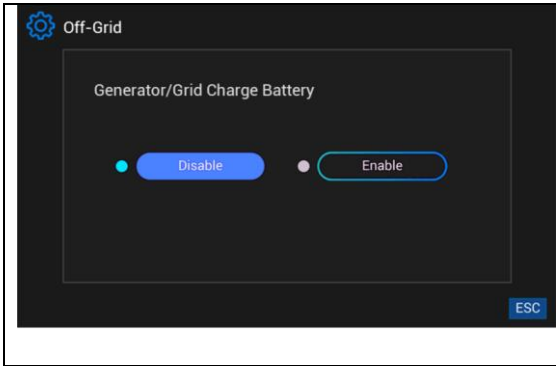 Off-Grid
Generator/Grid Charge Battery
Disable Enable
ESC